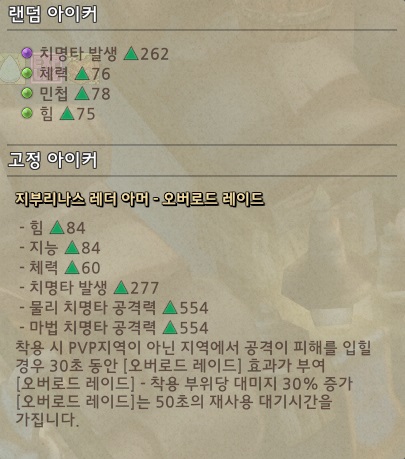 랜덤 아이커
치명타 발생 ▲262
체력 ▲76
민첩 ▲78
힘 ▲75
고정 아이커
지부리나스 레더 아머 - 오버로드 레이드
- 힘 ▲84
- 지능 ▲84
- 체력 ▲60
- 치명타 발생 ▲277
- 물리 치명타 공격력 ▲554
- 마법 치명타 공격력 ▲554
착용 시 PVP지역이 아닌 지역에서 공격이 피해를 입힐
경우 30초 동안 [오버로드 레이드] 효과가 부여
[오버로드 레이드] - 착용 부위당 대미지 30% 증가
[오버로드 레이드]는 50초의 재사용 대기시간을
가집니다.